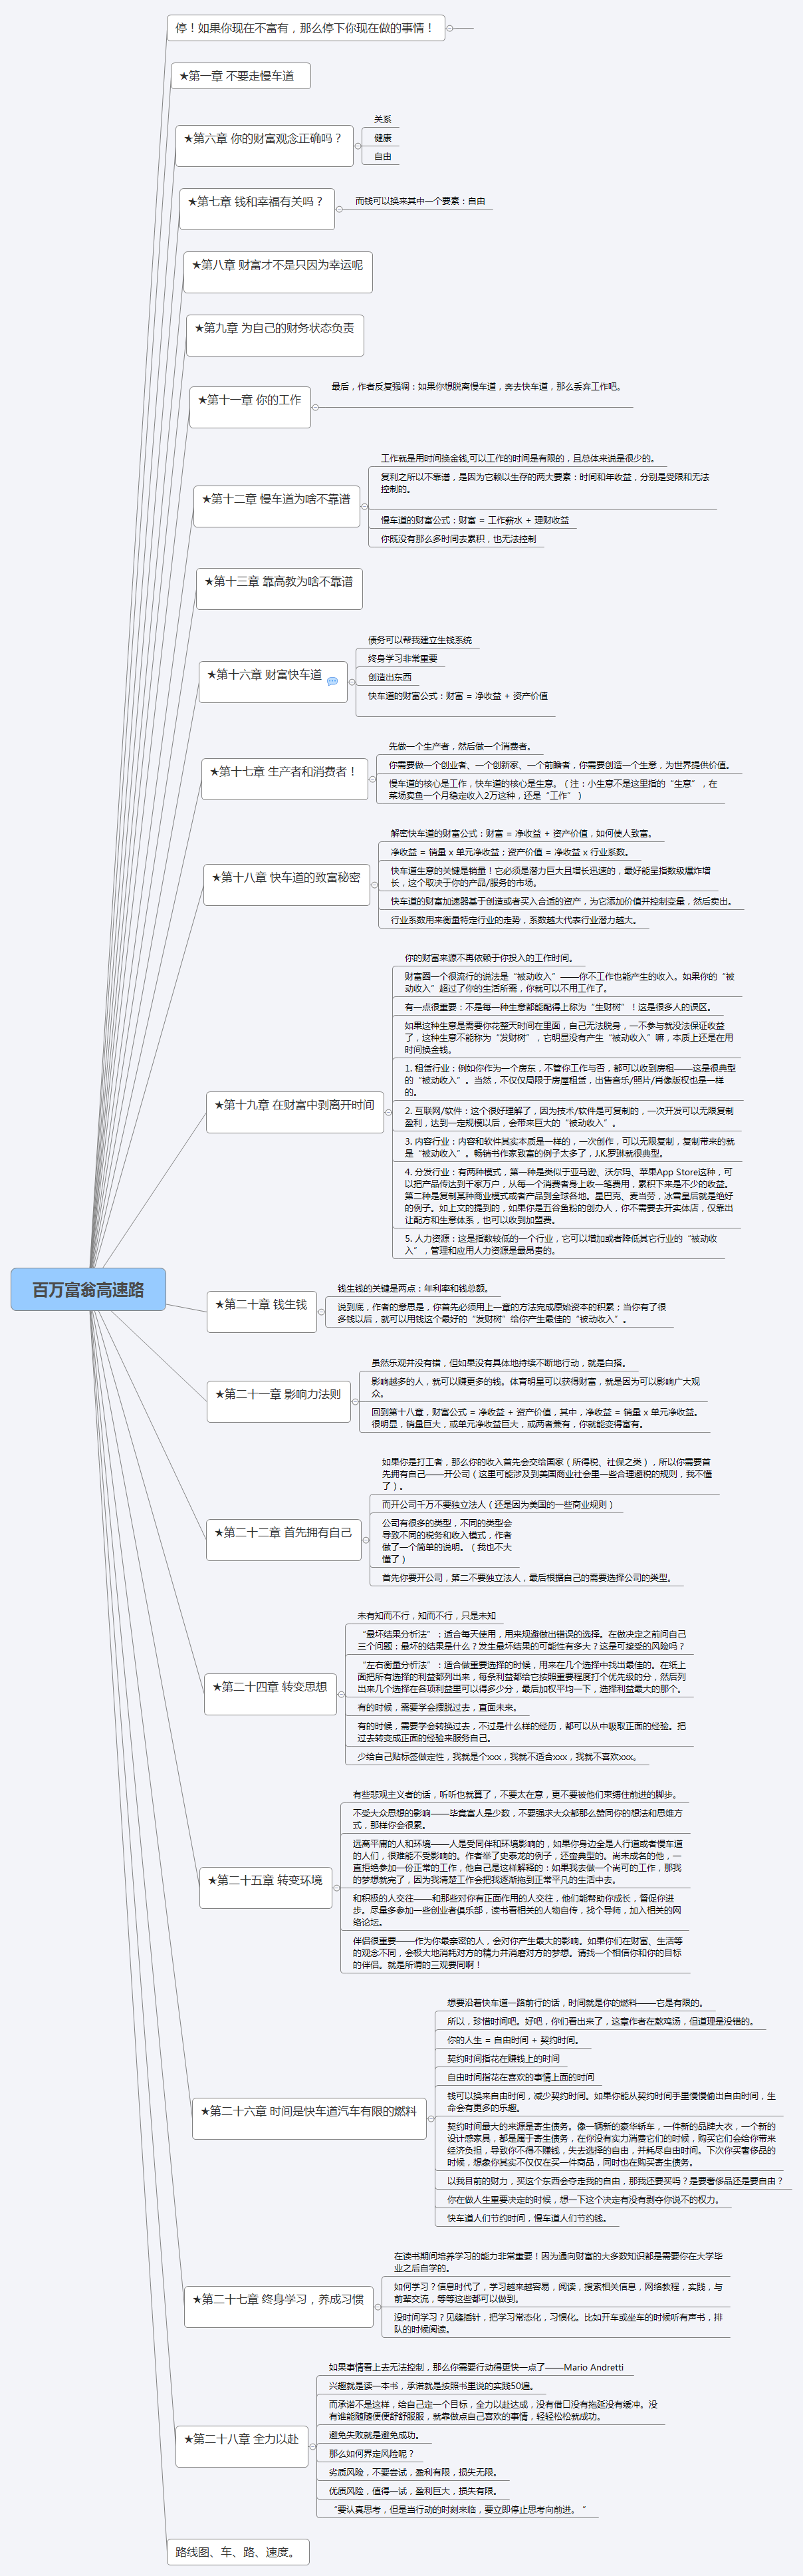 停！如果你现在不富有，那么停下你现在做的事情！
★第一章 不要走慢车道
★第六章 你的财富观念正确吗？
关系
健康
自由
★第七章 钱和幸福有关吗？
而钱可以换来其中一个要素：自由
★第八章 财富才不是只因为幸运呢
★第九章 为自己的财务状态负责
★第十一章 你的工作
最后，作者反复强调：如果你想脱离慢车道，奔去快车道，那么丢弃工作吧。
★第十二章 慢车道为啥不靠谱
工作就是用时间换金钱,可以工作的时间是有限的，且总体来说是很少的。
复利之所以不靠谱，是因为它赖以生存的两大要素：时间和年收益，分别是受限和无法
控制的。
慢车道的财富公式：财富 = 工作薪水 + 理财收益
你既没有那么多时间去累积，也无法控制
★第十三章 靠高教为啥不靠谱
★第十六章 财富快车道
债务可以帮我建立生钱系统
终身学习非常重要
创造出东西
快车道的财富公式：财富 = 净收益 + 资产价值
★第十七章 生产者和消费者！
先做一个生产者，然后做一个消费者。
你需要做一个创业者、一个创新家、一个前瞻者，你需要创造一个生意，为世界提供价值。
慢车道的核心是工作，快车道的核心是生意。（注：小生意不是这里指的“生意”，在
菜场卖鱼一个月稳定收入2万这种，还是“工作”）
★第十八章 快车道的致富秘密
解密快车道的财富公式：财富 = 净收益 + 资产价值，如何使人致富。
净收益 = 销量 x 单元净收益；资产价值 = 净收益 x 行业系数。
快车道生意的关键是销量！它必须是潜力巨大且增长迅速的，最好能呈指数级爆炸增
长，这个取决于你的产品/服务的市场。
快车道的财富加速器基于创造或者买入合适的资产，为它添加价值并控制变量，然后卖出。
行业系数用来衡量特定行业的走势，系数越大代表行业潜力越大。
★第十九章 在财富中剥离开时间
你的财富来源不再依赖于你投入的工作时间。
财富圈一个很流行的说法是“被动收入”——你不工作也能产生的收入。如果你的“被
动收入”超过了你的生活所需，你就可以不用工作了。
有一点很重要：不是每一种生意都能配得上称为“生财树”！这是很多人的误区。
如果这种生意是需要你花整天时间在里面，自己无法脱身，一不参与就没法保证收益
了，这种生意不能称为“发财树”，它明显没有产生“被动收入”嘛，本质上还是在用
时间换金钱。
1. 租赁行业：例如你作为一个房东，不管你工作与否，都可以收到房租——这是很典型
的“被动收入”。当然，不仅仅局限于房屋租赁，出售音乐/照片/肖像版权也是一样
的。
2. 互联网/软件：这个很好理解了，因为技术/软件是可复制的，一次开发可以无限复制
盈利，达到一定规模以后，会带来巨大的“被动收入”。
3. 内容行业：内容和软件其实本质是一样的，一次创作，可以无限复制，复制带来的就
是“被动收入”。畅销书作家致富的例子太多了，J.K.罗琳就很典型。
4. 分发行业：有两种模式，第一种是类似于亚马逊、沃尔玛、苹果App Store这种，可
以把产品传达到千家万户，从每一个消费者身上收一笔费用，累积下来是不少的收益。
第二种是复制某种商业模式或者产品到全球各地。星巴克、麦当劳，冰雪皇后就是绝好
的例子。如上文的提到的，如果你是五谷鱼粉的创办人，你不需要去开实体店，仅靠出
让配方和生意体系，也可以收到加盟费。
5. 人力资源：这是指数较低的一个行业，它可以增加或者降低其它行业的“被动收
入”，管理和应用人力资源是最昂贵的。
百万富翁高速路
★第二十章 钱生钱
钱生钱的关键是两点：年利率和钱总额。
说到底，作者的意思是，你首先必须用上一章的方法完成原始资本的积累；当你有了很
多钱以后，就可以用钱这个最好的“发财树”给你产生最佳的“被动收入”。
★第二十一章 影响力法则
虽然乐观并没有错，但如果没有具体地持续不断地行动，就是白搭。
影响越多的人，就可以赚更多的钱。体育明星可以获得财富，就是因为可以影响广大观
众。
回到第十八章，财富公式 = 净收益 + 资产价值，其中，净收益 = 销量 x 单元净收益。
很明显，销量巨大，或单元净收益巨大，或两者兼有，你就能变得富有。
★第二十二章 首先拥有自己
如果你是打工者，那么你的收入首先会交给国家（所得税、社保之类），所以你需要首
先拥有自己——开公司（这里可能涉及到美国商业社会里一些合理避税的规则，我不懂
了）。
而开公司千万不要独立法人（还是因为美国的一些商业规则）
公司有很多的类型，不同的类型会
导致不同的税务和收入模式，作者
做了一个简单的说明。（我也不大
懂了）
首先你要开公司，第二不要独立法人，最后根据自己的需要选择公司的类型。
★第二十四章 转变思想
未有知而不行，知而不行，只是未知
“最坏结果分析法”：适合每天使用，用来规避做出错误的选择。在做决定之前问自己
三个问题：最坏的结果是什么？发生最坏结果的可能性有多大？这是可接受的风险吗？
“左右衡量分析法”：适合做重要选择的时候，用来在几个选择中找出最佳的。在纸上
面把所有选择的利益都列出来，每条利益都给它按照重要程度打个优先级的分，然后列
出来几个选择在各项利益里可以得多少分，最后加权平均一下，选择利益最大的那个。
有的时候，需要学会摆脱过去，直面未来。
有的时候，需要学会转换过去，不过是什么样的经历，都可以从中吸取正面的经验。把
过去转变成正面的经验来服务自己。
少给自己贴标签做定性，我就是个xxx，我就不适合xxx，我就不喜欢xxx。
★第二十五章 转变环境
有些悲观主义者的话，听听也就算了，不要太在意，更不要被他们束缚住前进的脚步。
不受大众思想的影响——毕竟富人是少数，不要强求大众都那么赞同你的想法和思维方
式，那样你会很累。
远离平庸的人和环境——人是受同伴和环境影响的，如果你身边全是人行道或者慢车道
的人们，很难能不受影响的。作者举了史泰龙的例子，还蛮典型的。尚未成名的他，一
直拒绝参加一份正常的工作，他自己是这样解释的：如果我去做一个尚可的工作，那我
的梦想就完了，因为我清楚工作会把我逐渐拖到正常平凡的生活中去。
和积极的人交往——和那些对你有正面作用的人交往，他们能帮助你成长，督促你进
步。尽量多参加一些创业者俱乐部，读书看相关的人物自传，找个导师，加入相关的网
络论坛。
伴侣很重要——作为你最亲密的人，会对你产生最大的影响。如果你们在财富、生活等
的观念不同，会极大地消耗对方的精力并消磨对方的梦想。请找一个相信你和你的目标
的伴侣。就是所谓的三观要同啊！
★第二十六章 时间是快车道汽车有限的燃料
想要沿着快车道一路前行的话，时间就是你的燃料——它是有限的。
所以，珍惜时间吧。好吧，你们看出来了，这章作者在熬鸡汤，但道理是没错的。
你的人生 = 自由时间 + 契约时间。
契约时间指花在赚钱上的时间
自由时间指花在喜欢的事情上面的时间
钱可以换来自由时间，减少契约时间。如果你能从契约时间手里慢慢偷出自由时间，生
命会有更多的乐趣。
契约时间最大的来源是寄生债务。像一辆新的豪华轿车，一件新的品牌大衣，一个新的
设计感家具，都是属于寄生债务，在你没有实力消费它们的时候，购买它们会给你带来
经济负担，导致你不得不赚钱，失去选择的自由，并耗尽自由时间。下次你买奢侈品的
时候，想象你其实不仅仅在买一件商品，同时也在购买寄生债务。
以我目前的财力，买这个东西会夺走我的自由，那我还要买吗？是要奢侈品还是要自由？
你在做人生重要决定的时候，想一下这个决定有没有剥夺你说不的权力。
快车道人们节约时间，慢车道人们节约钱。
★第二十七章 终身学习，养成习惯
在读书期间培养学习的能力非常重要！因为通向财富的大多数知识都是需要你在大学毕
业之后自学的。
如何学习？信息时代了，学习越来越容易，阅读，搜索相关信息，网络教程，实践，与
前辈交流，等等这些都可以做到。
没时间学习？见缝插针，把学习常态化，习惯化。比如开车或坐车的时候听有声书，排
队的时候阅读。
★第二十八章 全力以赴
如果事情看上去无法控制，那么你需要行动得更快一点了——Mario Andretti
兴趣就是读一本书，承诺就是按照书里说的实践50遍。
而承诺不是这样，给自己定一个目标，全力以赴达成，没有借口没有拖延没有缓冲。没
有谁能随随便便舒舒服服，就靠做点自己喜欢的事情，轻轻松松就成功。
避免失败就是避免成功。
那么如何界定风险呢？
劣质风险，不要尝试，盈利有限，损失无限。
优质风险，值得一试，盈利巨大，损失有限。
“要认真思考，但是当行动的时刻来临，要立即停止思考向前进。”
路线图、车、路、速度。